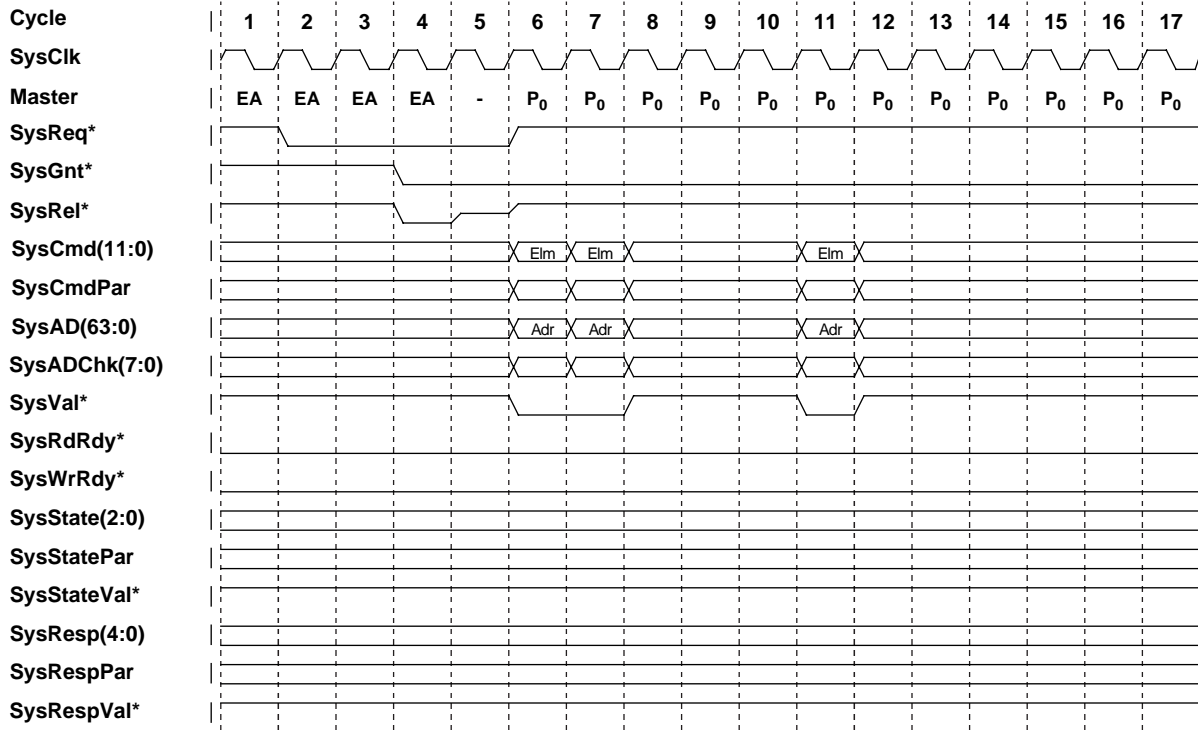 Cycle 1 2 3 4 5 6 7 8 9 10 11 12 13 14 15 16 17
SysClk
Master EA EA EA EA - P0 P0 P0 P0 P0 P0 P0 P0 P0 P0 P0 P0
SysReq*
SysGnt*
SysRel*
SysCmd(11:0) Elm Elm Elm
SysCmdPar
SysAD(63:0) Adr Adr Adr
SysADChk(7:0)
SysVal*
SysRdRdy*
SysWrRdy*
SysState(2:0)
SysStatePar
SysStateVal*
SysResp(4:0)
SysRespPar
SysRespVal*